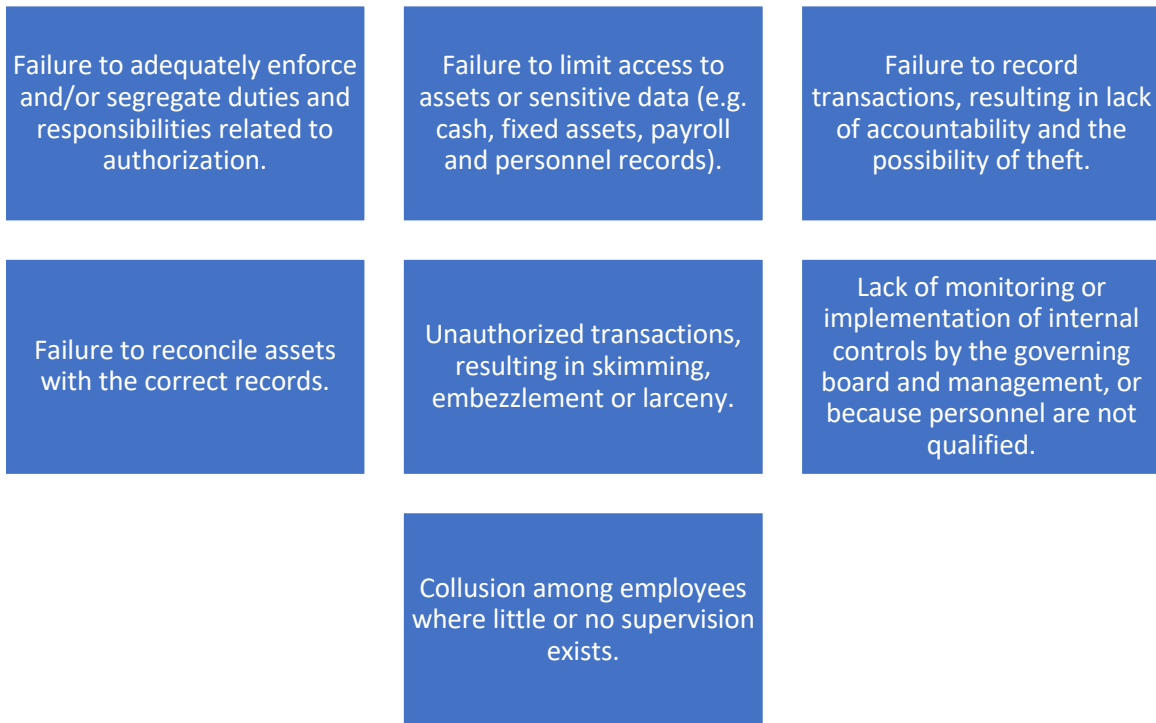 Failure to adequately enforce
and/or segregate duties and
responsibilities related to
authorization.
Failure to limit access to
assets or sensitive data (e.g.
cash, fixed assets, payroll
and personnel records).
Failure to record
transactions, resulting in lack
of accountability and the
possibility of theft.
Failure to reconcile assets
with the correct records.
Unauthorized transactions,
resulting in skimming,
embezzlement or larceny.
Lack of monitoring or
implementation of internal
controls by the governing
board and management, or
because personnel are not
qualified.
Collusion among employees
where little or no supervision
exists.